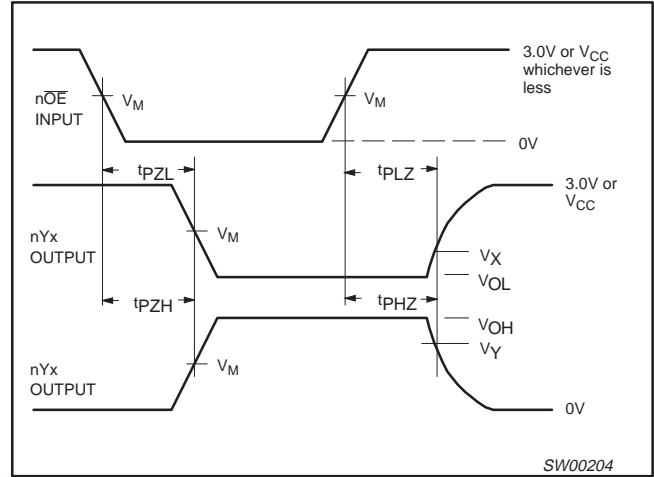 3.0V or VCC
whichever is
less
nOE
INPUT
VM
VM
0V
tPZL
tPLZ
3.0V or
VCC
nYx
OUTPUT
VM
VX
VOL
tPZH
tPHZ
VOH
VY
nYx
OUTPUT
VM
0V
SW00204